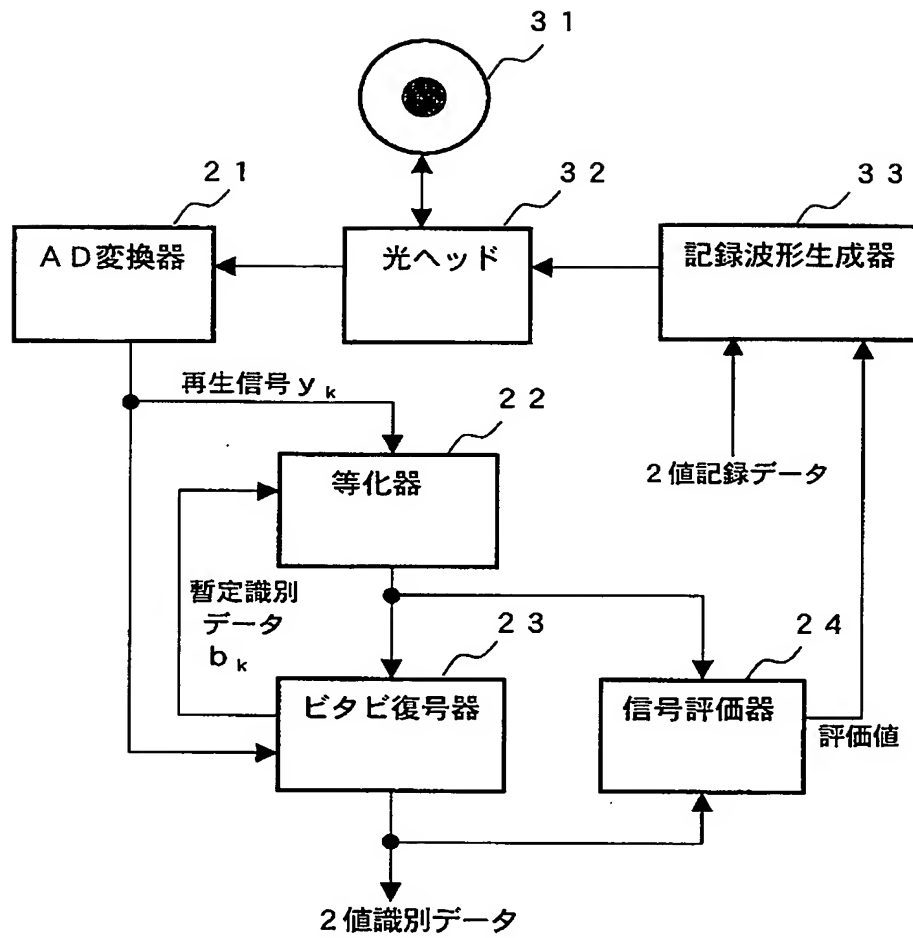 ３１
２１
３２
３３
ＡＤ変換器
光ヘッド
記録波形生成器
再生信号ｙｋ
２２
２値記録データ
等化器
暫定識別
データ
ｂｋ
２３
２４
ビタビ復号器
信号評価器
評価値
２値識別データ